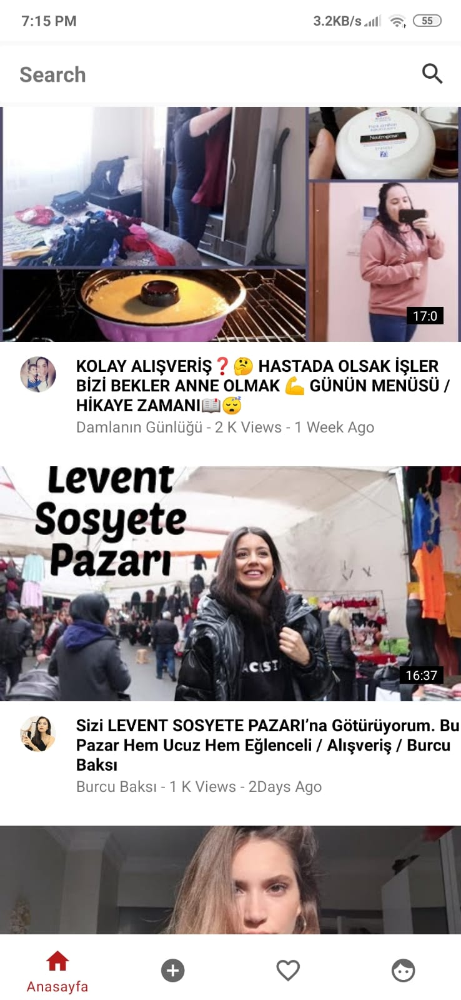 7:15 PM
3.2KB/s
55
Search
Neutrogena
17:0
KOLAY ALIŞVERİŞ❓🤔 HASTADA OLSAK İŞLER
BİZİ BEKLER ANNE OLMAK 💪 GÜNÜN MENÜSÜ /
HİKAYE ZAMANI📖😴
Damlanın Günlüğü - 2 K Views - 1 Week Ago
Levent
Sosyete
Pazarı
16:37
Sizi LEVENT SOSYETE PAZARI’na Götürüyorum. Bu
Pazar Hem Ucuz Hem Eğlenceli / Alışveriş / Burcu
Baksı
Burcu Baksı - 1 K Views - 2Days Ago
Anasayfa